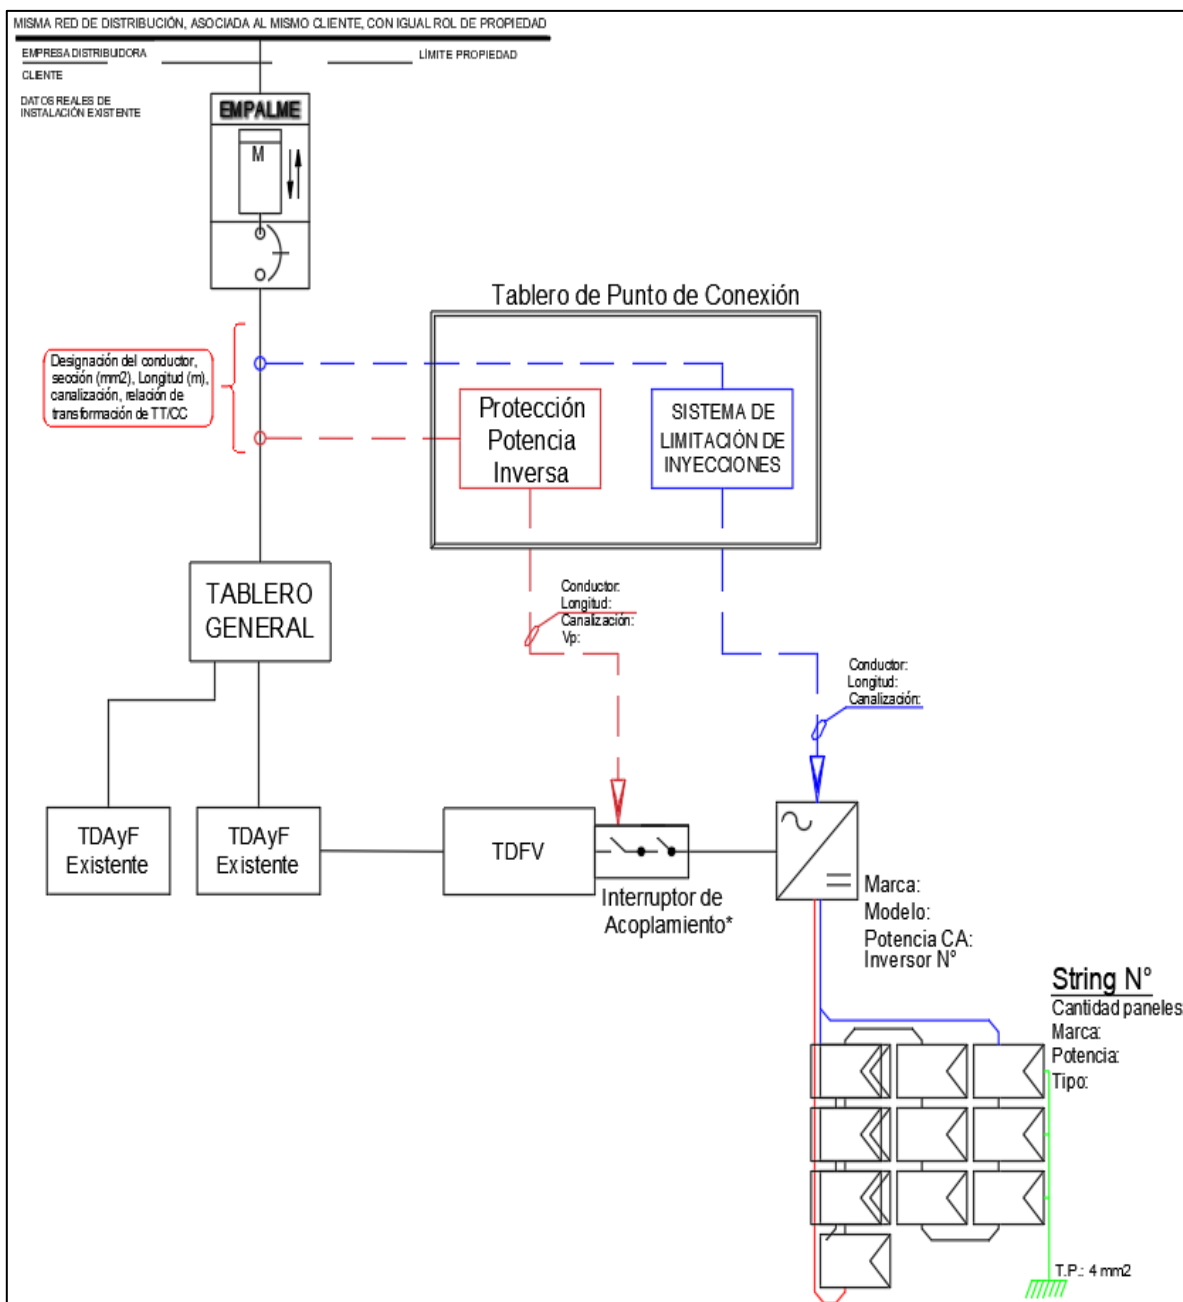 MISMA RED DE DISTRIBUCIÓN, ASOCIADA AL MISMO CLIENTE, CON IGUAL ROL DE PROPIEDAD
EMPRESA DISTRIBUIDORA
LÍMITE PROPIEDAD
CLIENTE
DATOS REALES DE
INSTALACIÓN EXISTENTE
EMPALME
M
Tablero de Punto de Conexión
Designación del conductor,
sección (mm2), Longitud (m),
canalización, relación de
transformación de TT/CC
Protección
Potencia
Inversa
SISTEMA DE
LIMITACIÓN DE
INYECCIONES
TABLERO
GENERAL
Conductor:
Longitud:
Canalización:
Vp:
Conductor:
Longitud:
Canalización:
TDAyF
Existente
TDAyF
Existente
TDFV
Interruptor de
Acoplamiento*
Marca:
Modelo:
Potencia CA:
Inversor N°
String N°
Cantidad paneles
Marca:
Potencia:
Tipo:
T.P.: 4 mm2